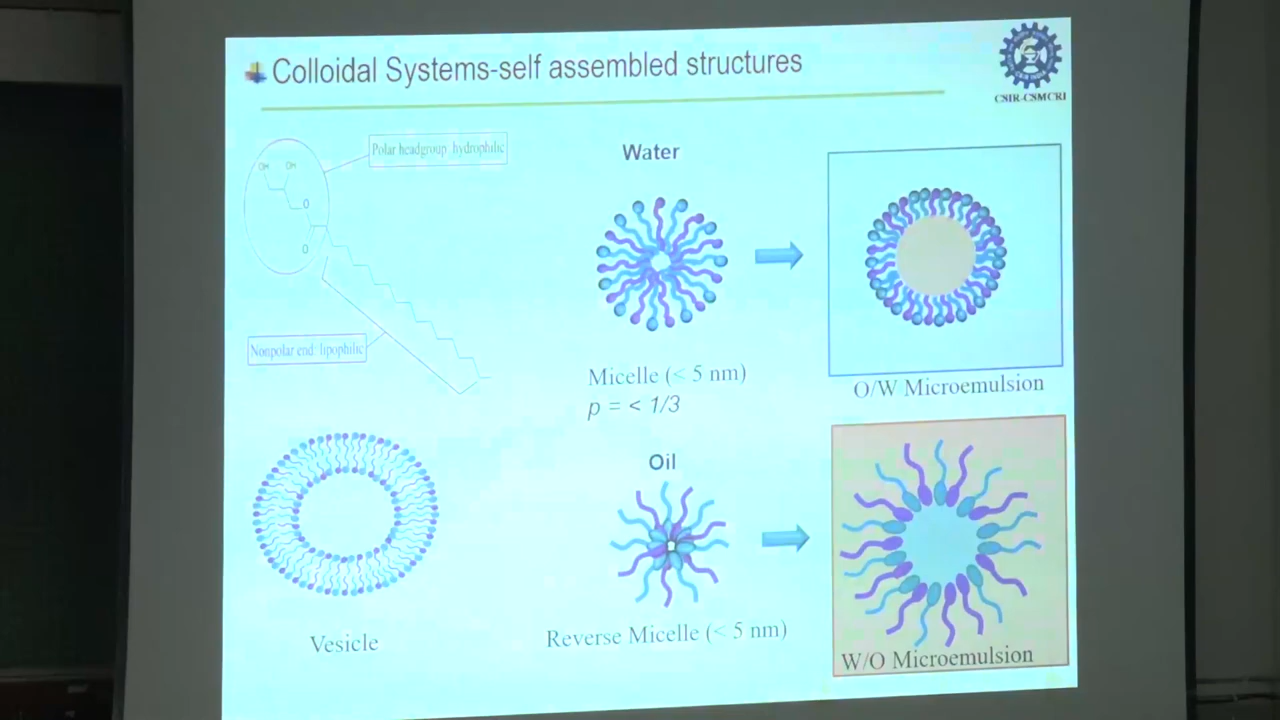 Colloidal Systems-self assembled structures
CSIR-CSMCRI
Polar headgroup hydrophilic
OH OH
O
O
Nonpolar end: lipophilic
Water
Micelle (< 5 nm)
p = < 1/3
O/W Microemulsion
Vesicle
Oil
Reverse Micelle (< 5 nm)
W/O Microemulsion